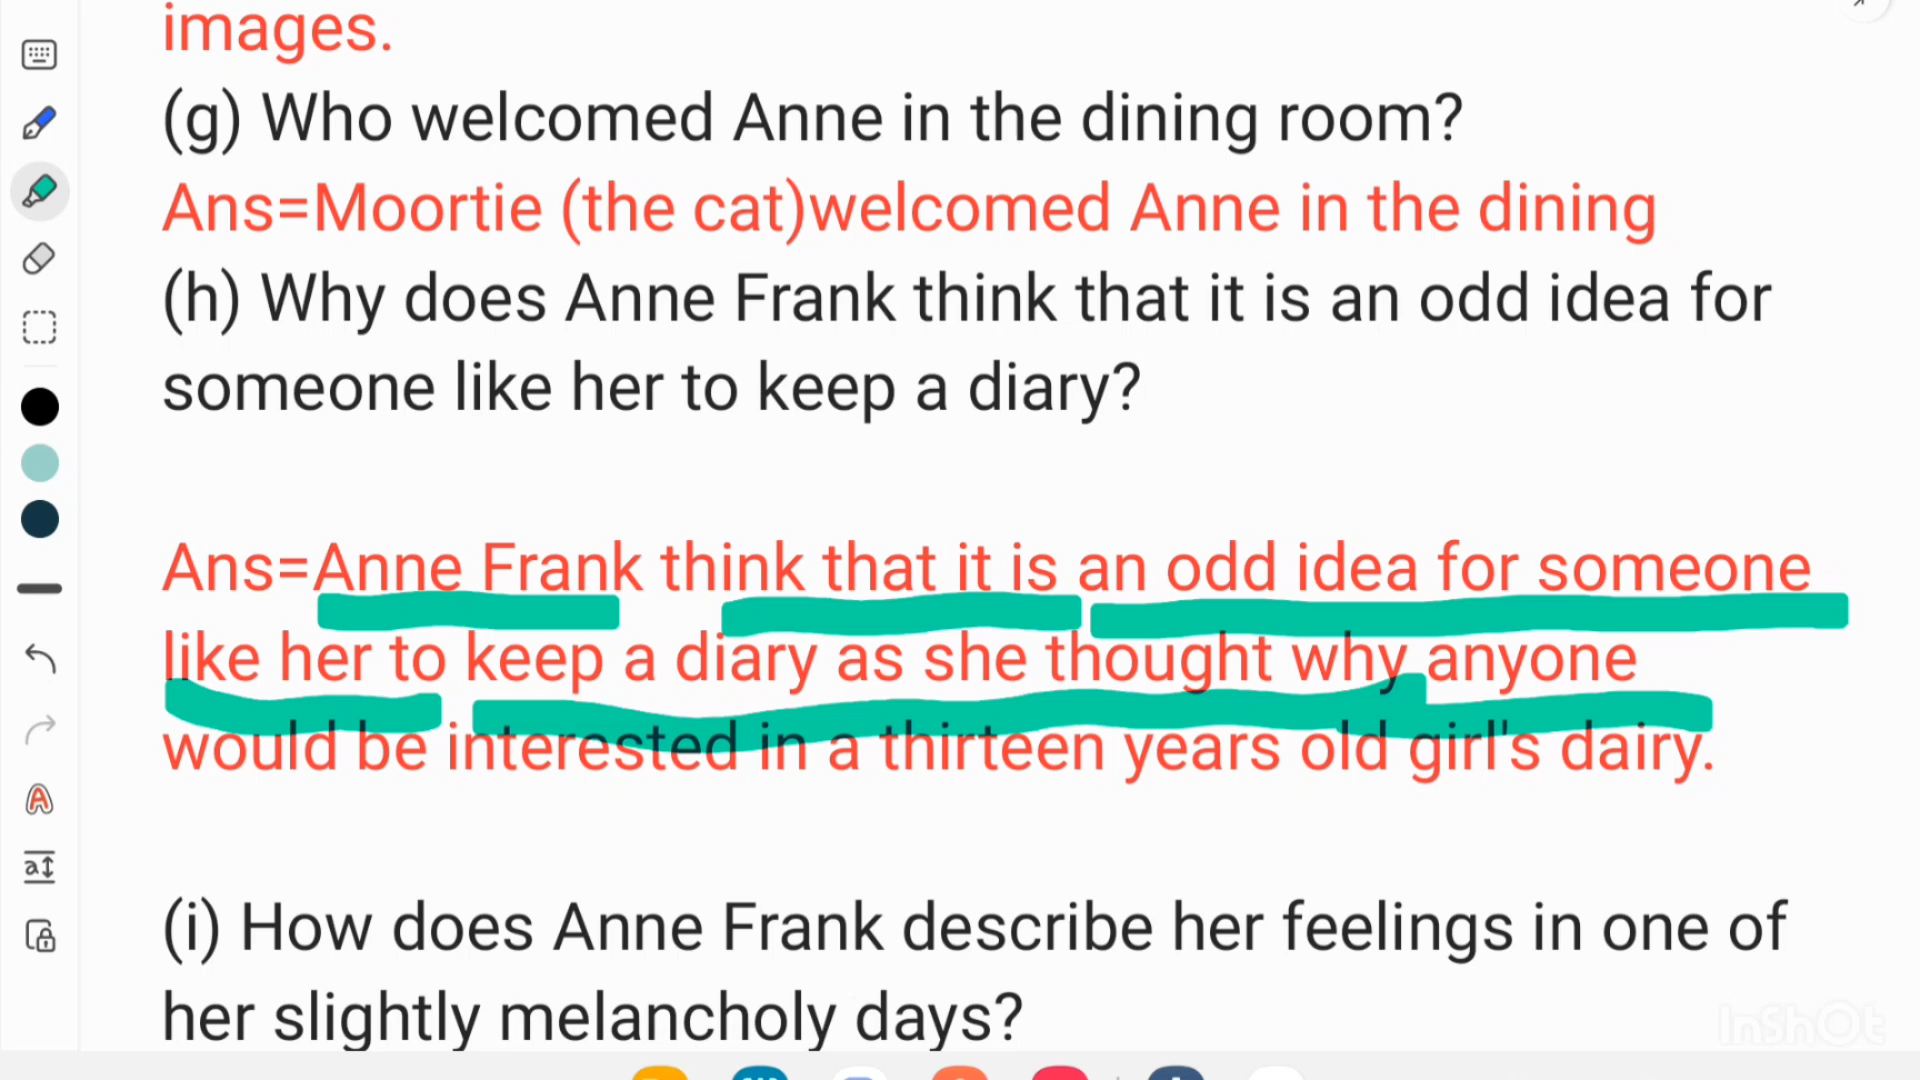 images.
(g) Who welcomed Anne in the dining room?
Ans=Moortie (the cat)welcomed Anne in the dining
(h) Why does Anne Frank think that it is an odd idea for
someone like her to keep a diary?
Ans=Anne Frank think that it is an odd idea for someone
like her to keep a diary as she thought why anyone
would be interested in a thirteen years old girl's dairy.
(i) How does Anne Frank describe her feelings in one of
her slightly melancholy days?
InShOt